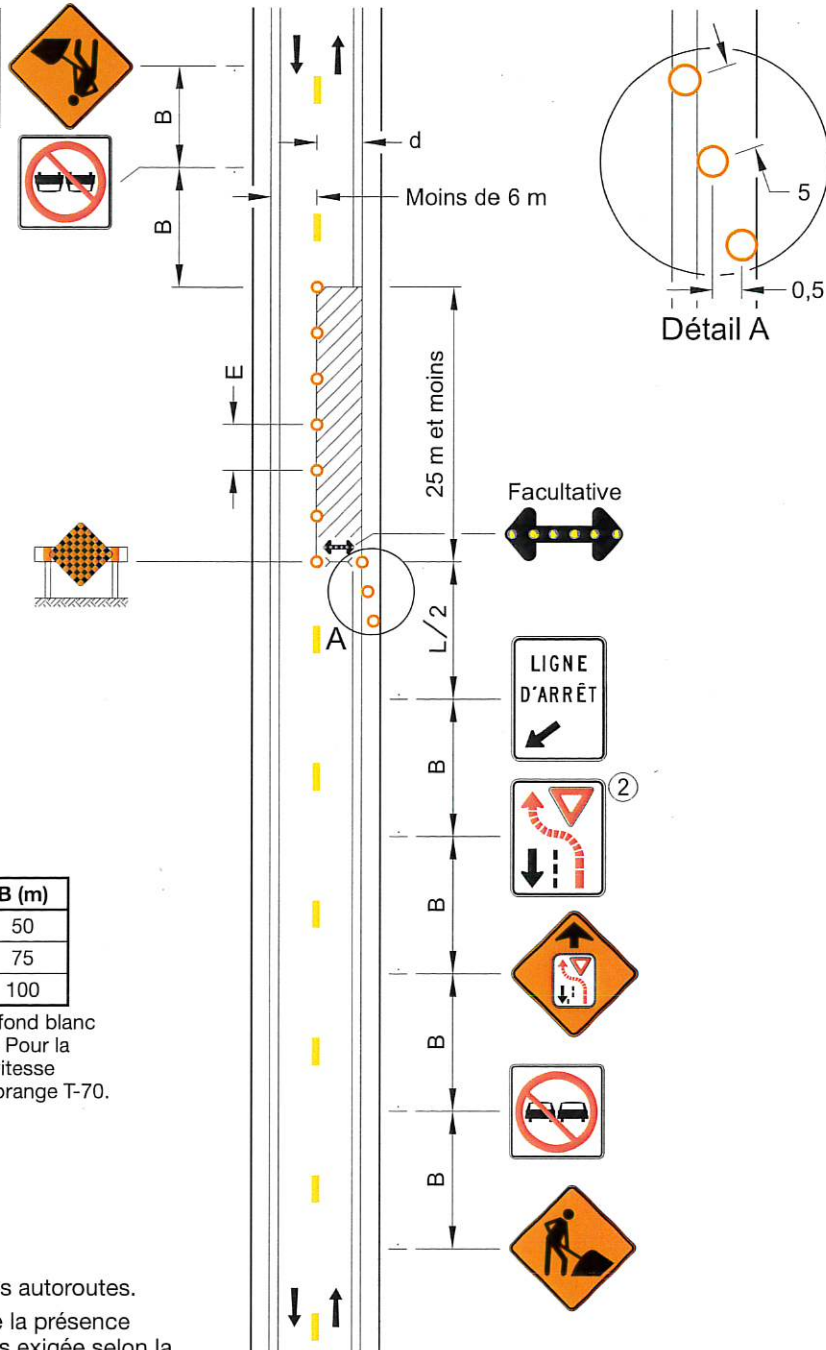 B
d
Moins de 6 m
B
5
0,5
Détail A
E
25 m et moins
Facultative
A
L/2
LIGNE
D'ARRÊT
B
2
B
B (m)
50
75
100
fond blanc
Pour la
itesse
orange T-70.
B
B
s autoroutes.
e la présence
s exigée selon la